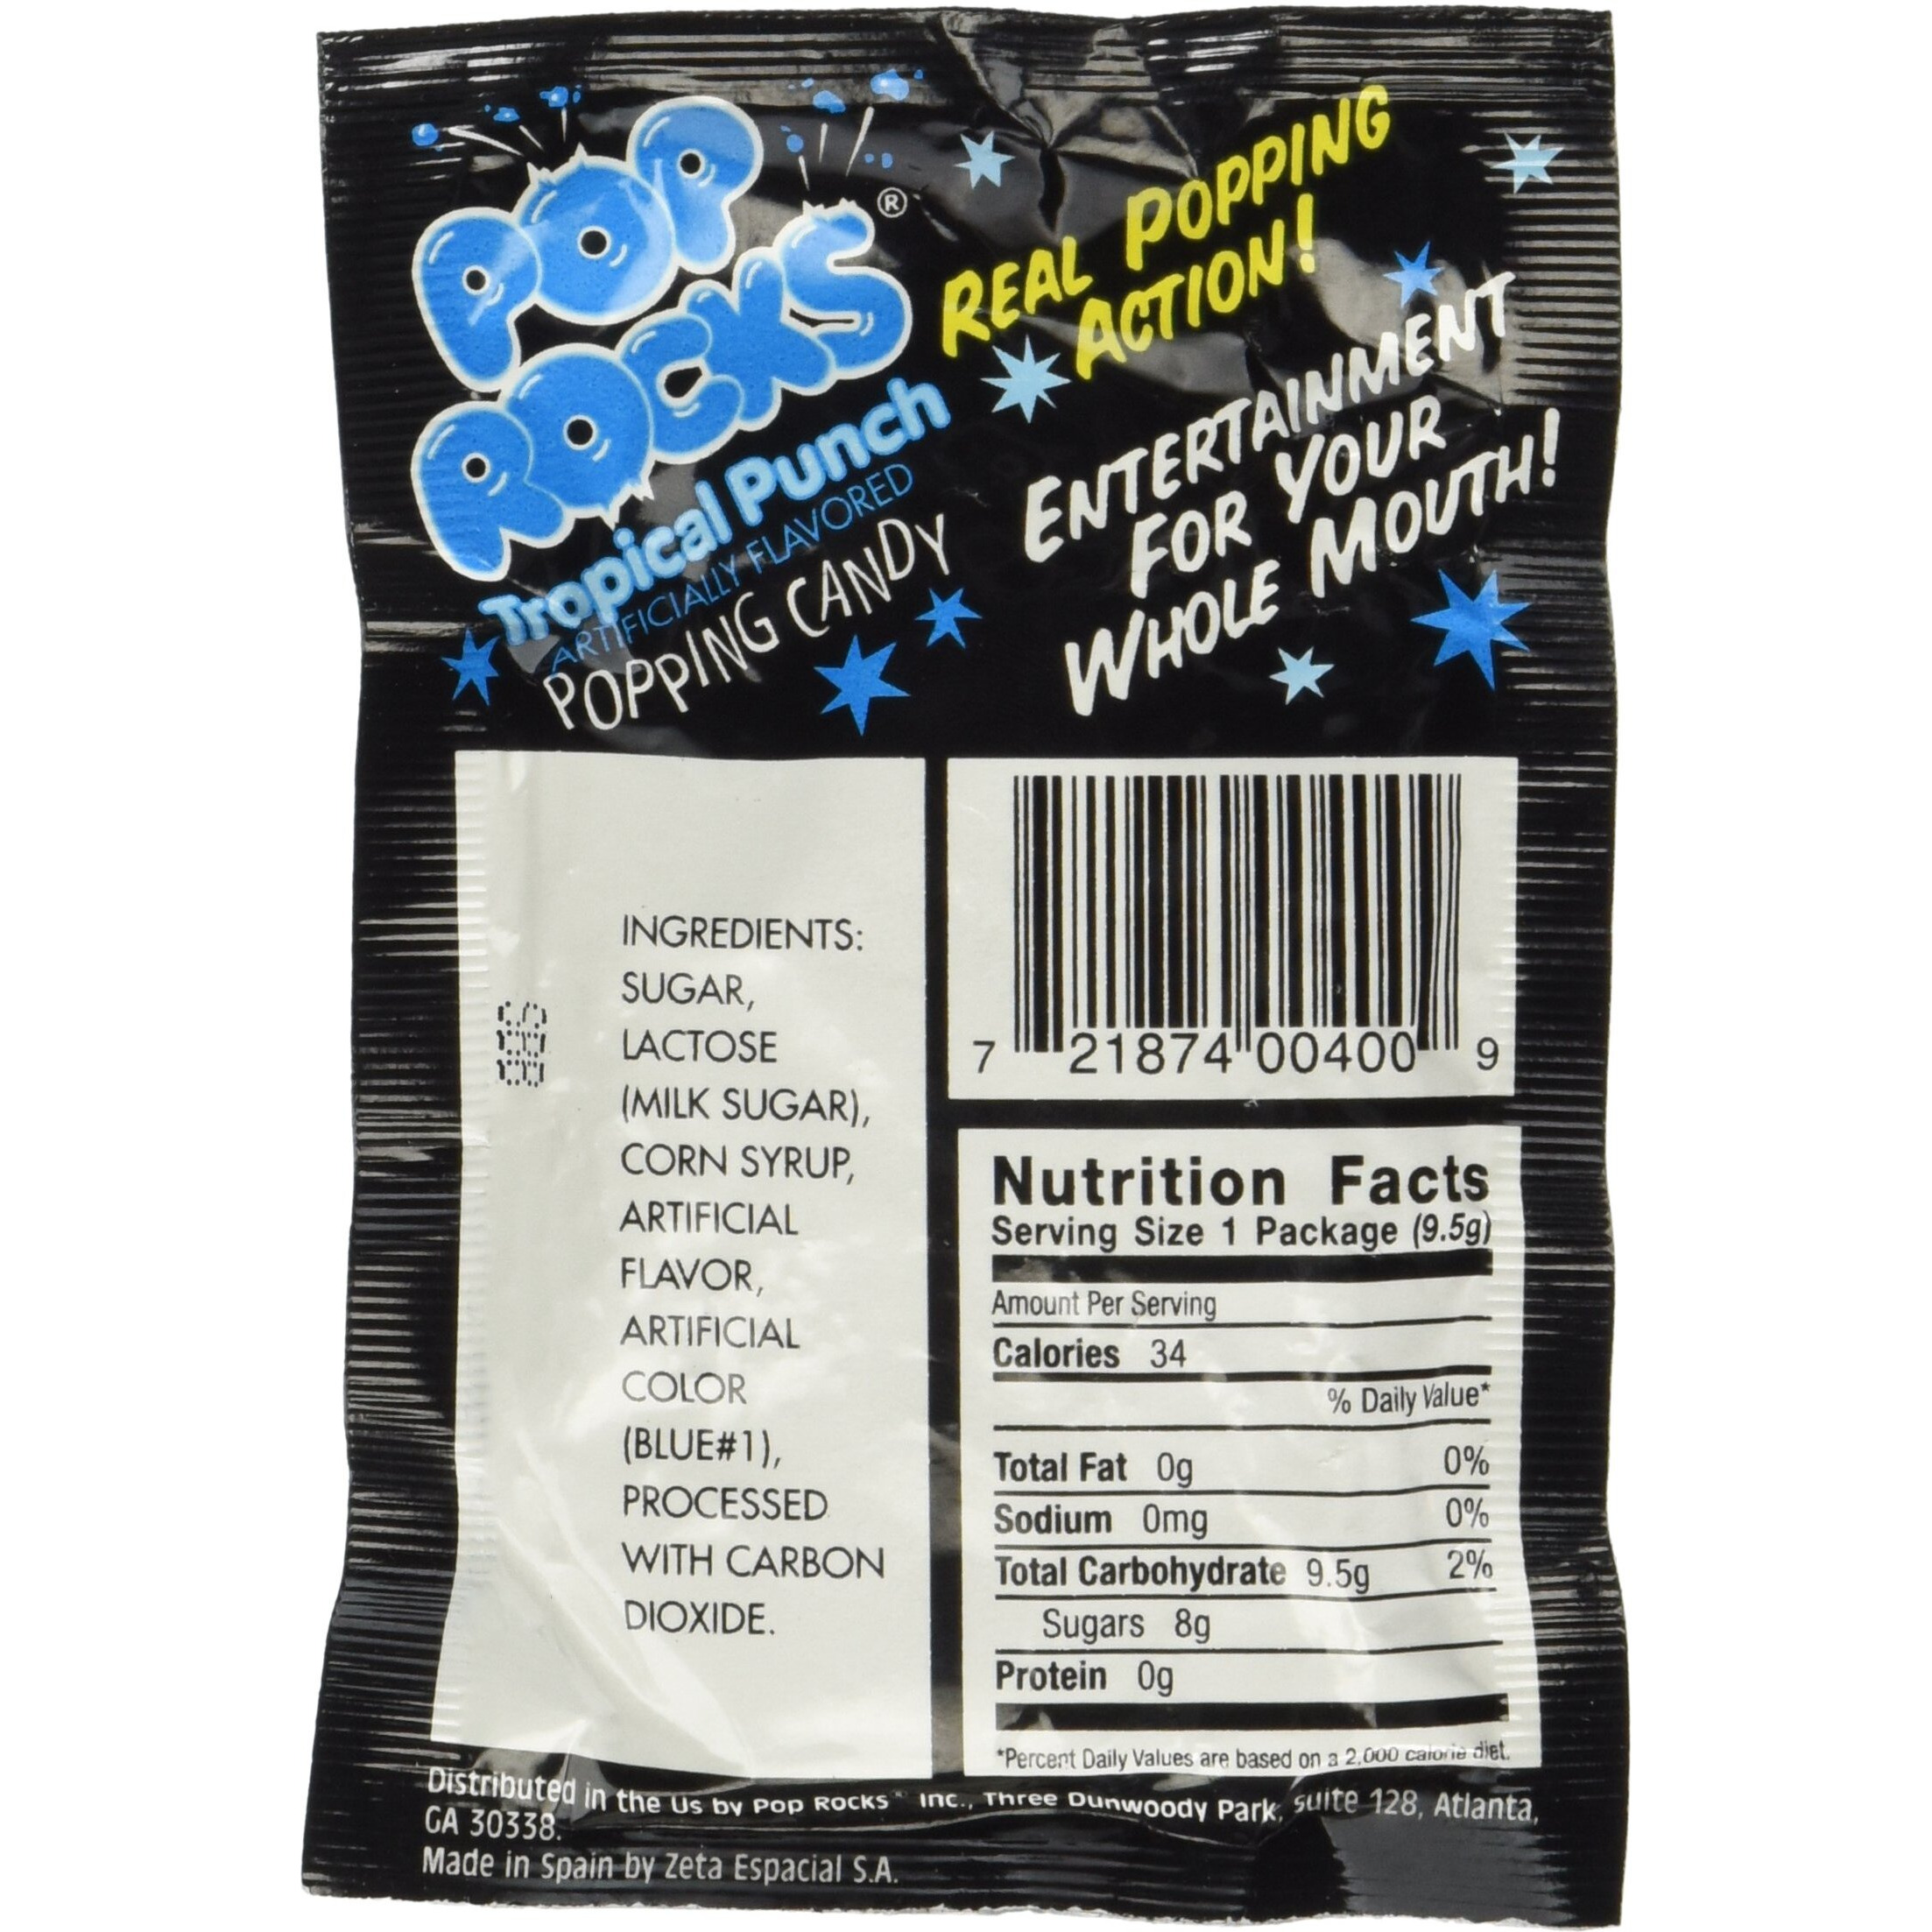 POP
ROCKS®
Tropical Punch
ARTIFICIALLY FLAVORED
POPPING CANDY
REAL POPPING
ACTION!
ENTERTAINMENT
FOR YOUR
WHOLE MOUTH!
INGREDIENTS:
SUGAR,
LACTOSE
(MILK SUGAR),
CORN SYRUP,
ARTIFICIAL
FLAVOR,
ARTIFICIAL
COLOR
(BLUE#1),
PROCESSED
WITH CARBON
DIOXIDE.
7 21874 00400 9
Nutrition Facts
Serving Size 1 Package (9.5g)
Amount Per Serving
Calories 34
% Daily Value*
Total Fat 0g 0%
Sodium 0mg 0%
Total Carbohydrate 9.5g 2%
Sugars 8g
Protein 0g
*Percent Daily Values are based on a 2,000 calorie diet.
Distributed in the Us by Pop Rocks Inc., Three Dunwoody Park, suite 128, Atlanta,
GA 30338.
Made in Spain by Zeta Espacial S.A.